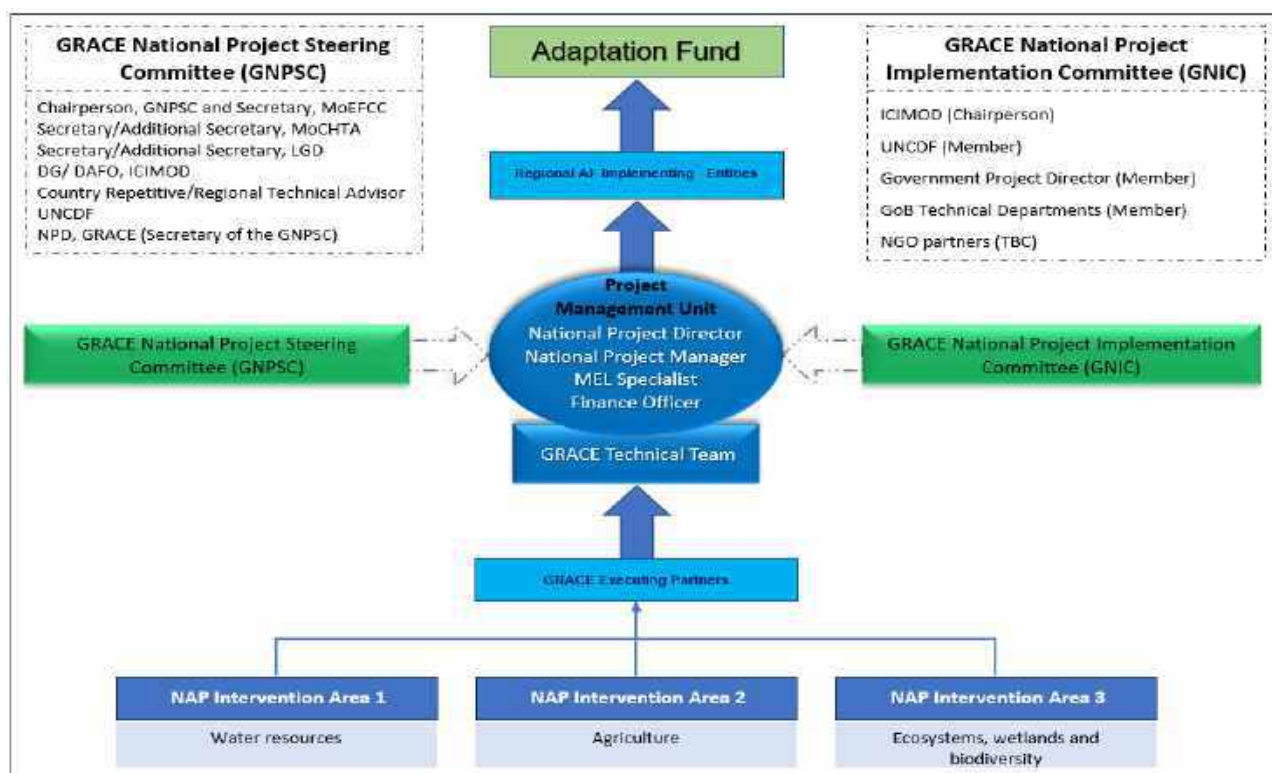 GRACE National Project Steering
Committee (GNPSC)
Chairperson, GNPSC and Secretary, MoEFCC
Secretary/Additional Secretary, MoCHTA
Secretary/Additional Secretary, LGD
DG/ DAFO, ICIMOD
Country Repetitive/Regional Technical Advisor
UNCDF
NPD, GRACE (Secretary of the GNPSC)
Adaptation Fund
GRACE National Project
Implementation Committee (GNIC)
ICIMOD (Chairperson)
UNCDF (Member)
Government Project Director (Member)
GoB Technical Departments (Member)
NGO partners (TBC)
Regional AF Implementing Entities
Project
Management Unit
National Project Director
National Project Manager
MEL Specialist
Finance Officer
GRACE National Project Steering
Committee (GNPSC)
GRACE National Project Implementation
Committee (GNIC)
GRACE Technical Team
GRACE Executing Partners
NAP Intervention Area 1
Water resources
NAP Intervention Area 2
Agriculture
NAP Intervention Area 3
Ecosystems, wetlands and
biodiversity